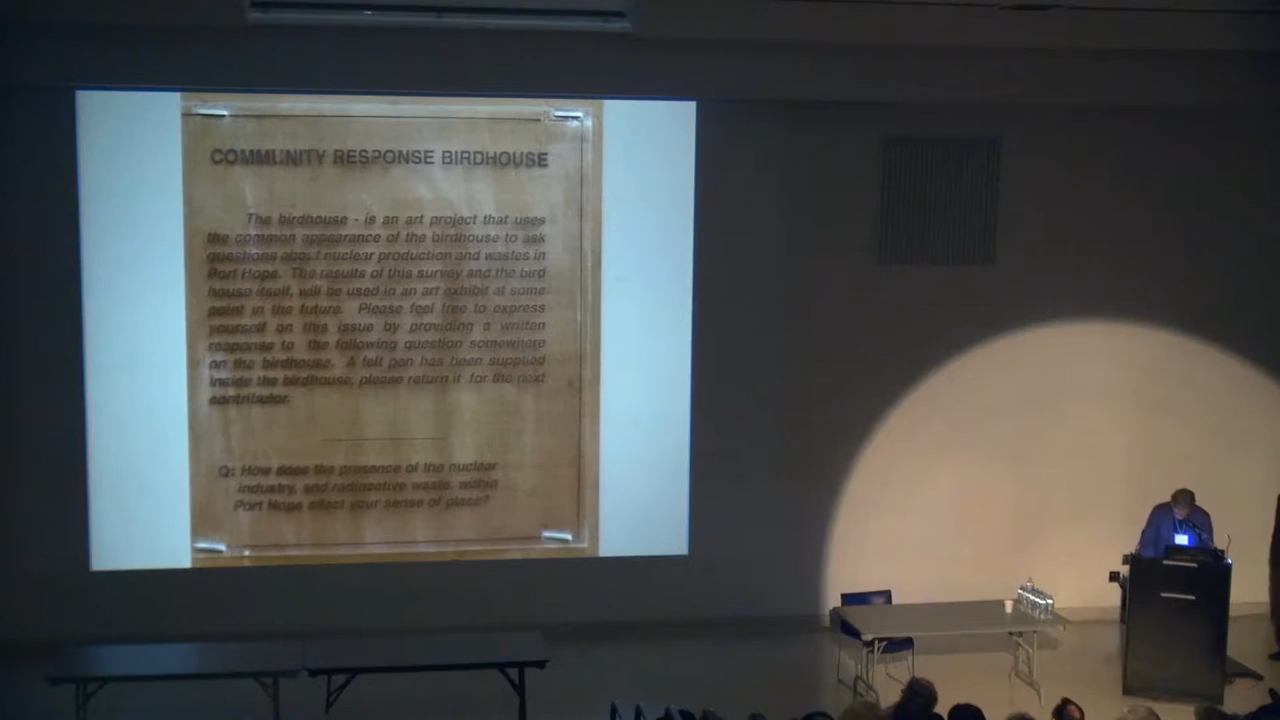 COMMUNITY RESPONSE BIRDHOUSE
The birdhouse - is an art project that uses
the common appearance of the birdhouse to ask
questions about nuclear production and wastes in
Port Hope. The results of this survey and the bird
house itself, will be used in an art exhibit at some
point in the future. Please feel free to express
yourself on this issue by providing a written
response to the following question somewhere
on the birdhouse. A felt pen has been supplied
inside the birdhouse, please return it for the next
contributor.
Q: How does the presence of the nuclear
industry, and radioactive waste, within
Port Hope affect your sense of place?